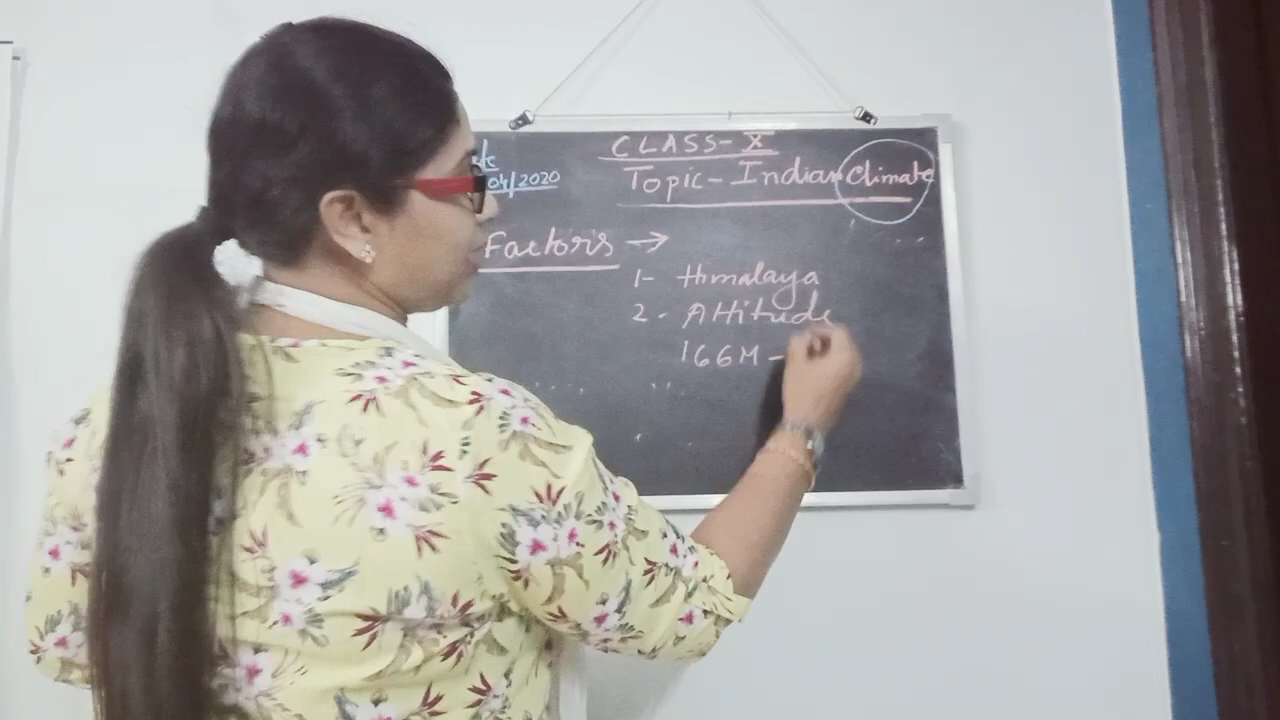 CLASS-X
04/2020
Topic-Indian Climate
Factors →
1- Himalaya
2- Altitude
166M -